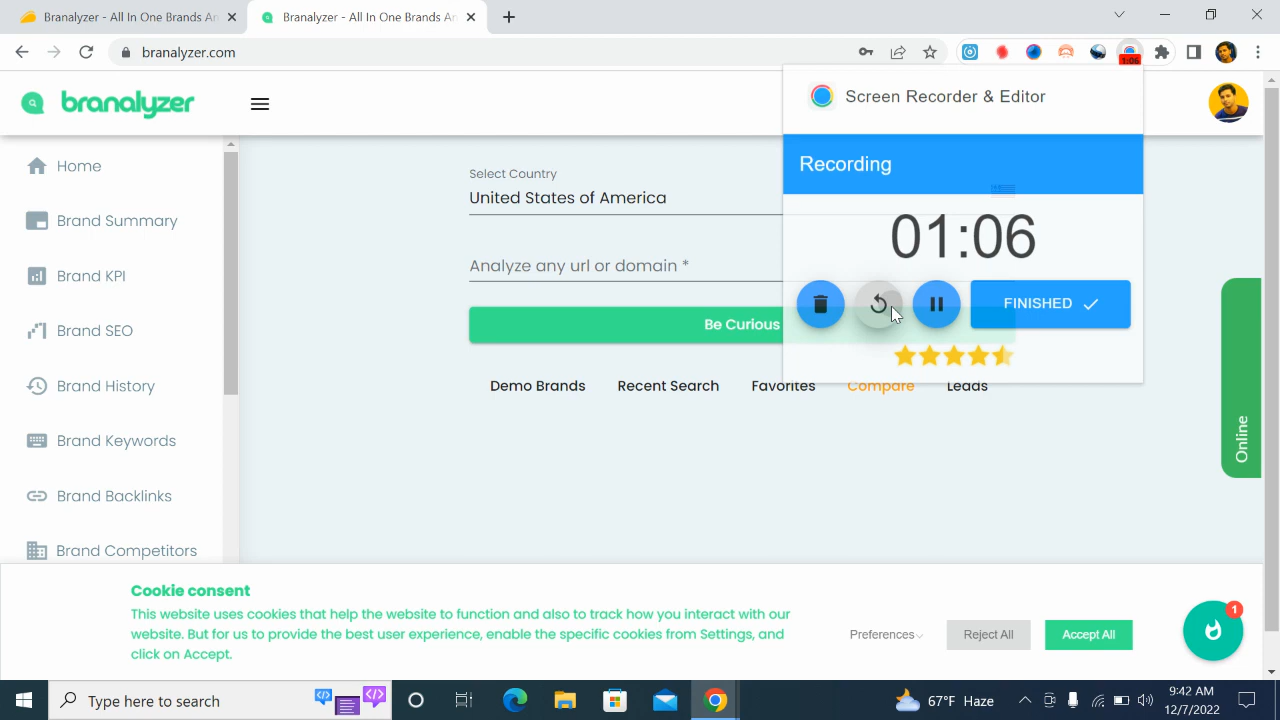 Branalyzer - All In One Brands An
Branalyzer - All In One Brands An
branalyzer.com
1:06
branalyzer
Screen Recorder & Editor
Recording
01:06
FINISHED
Home
Brand Summary
Brand KPI
Brand SEO
Brand History
Brand Keywords
Brand Backlinks
Brand Competitors
Select Country
United States of America
Analyze any url or domain *
Be Curious
Demo Brands Recent Search Favorites Compare Leads
Online
Cookie consent
This website uses cookies that help the website to function and also to track how you interact with our
website. But for us to provide the best user experience, enable the specific cookies from Settings, and
click on Accept.
Preferences
Reject All
Accept All
1
Type here to search
67°F Haze
9:42 AM
12/7/2022